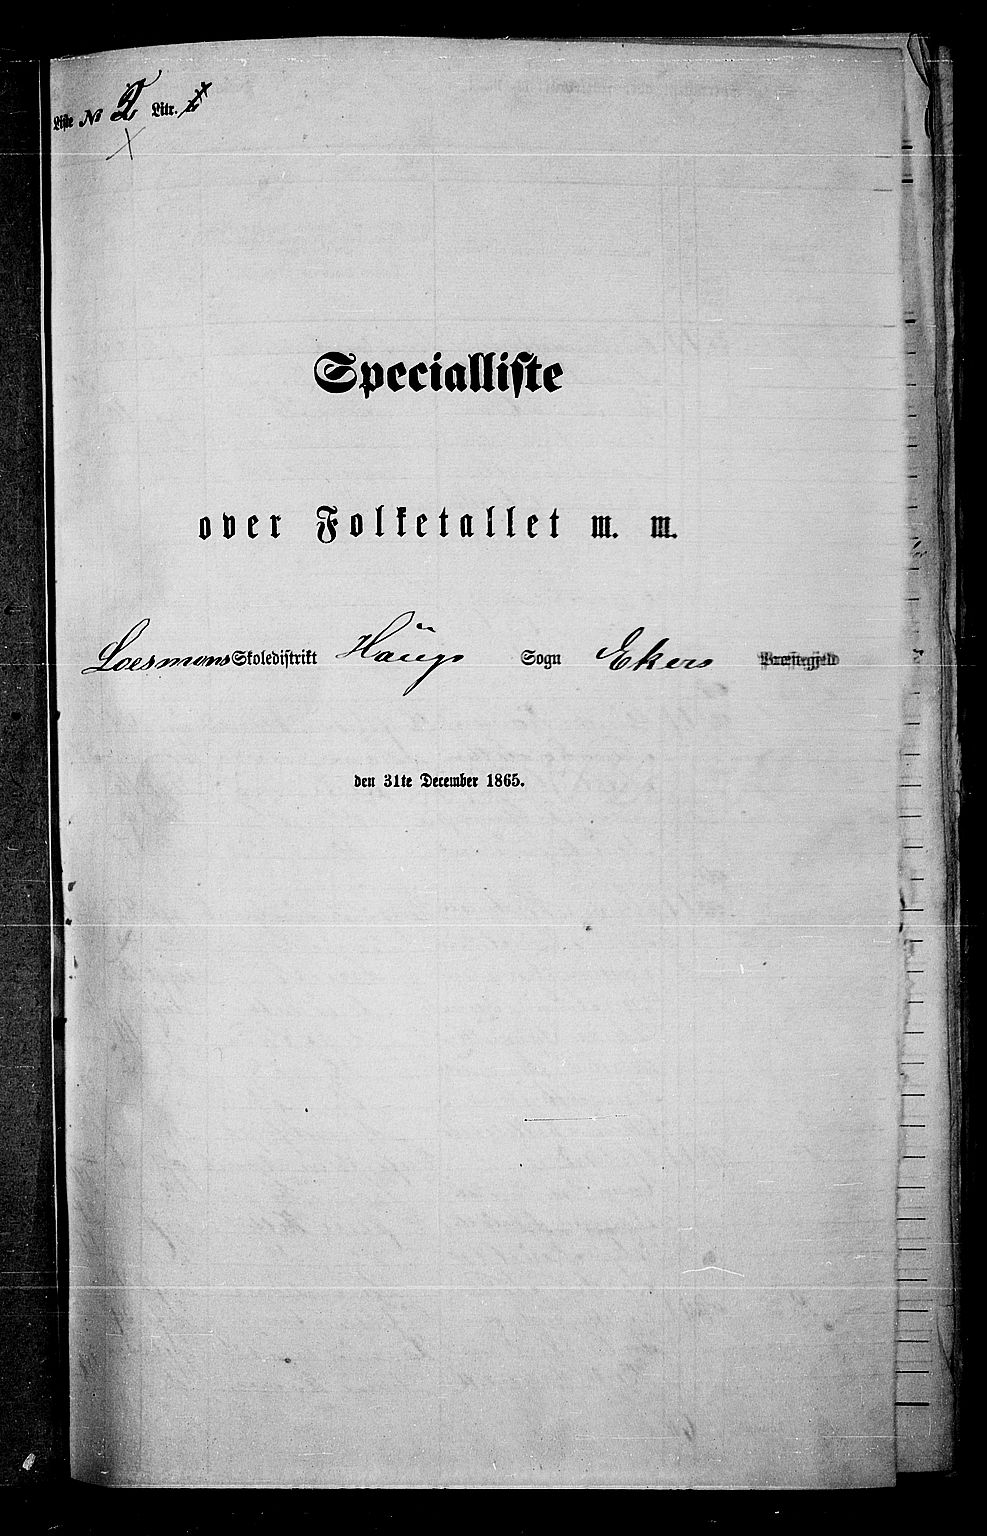 Liste No 2 Litr.
Specialliste
over Folketallet m. m.
Loesmoens Skoledistrikt Haugs Sogn Ekers Præstegjeld
den 31te December 1865.